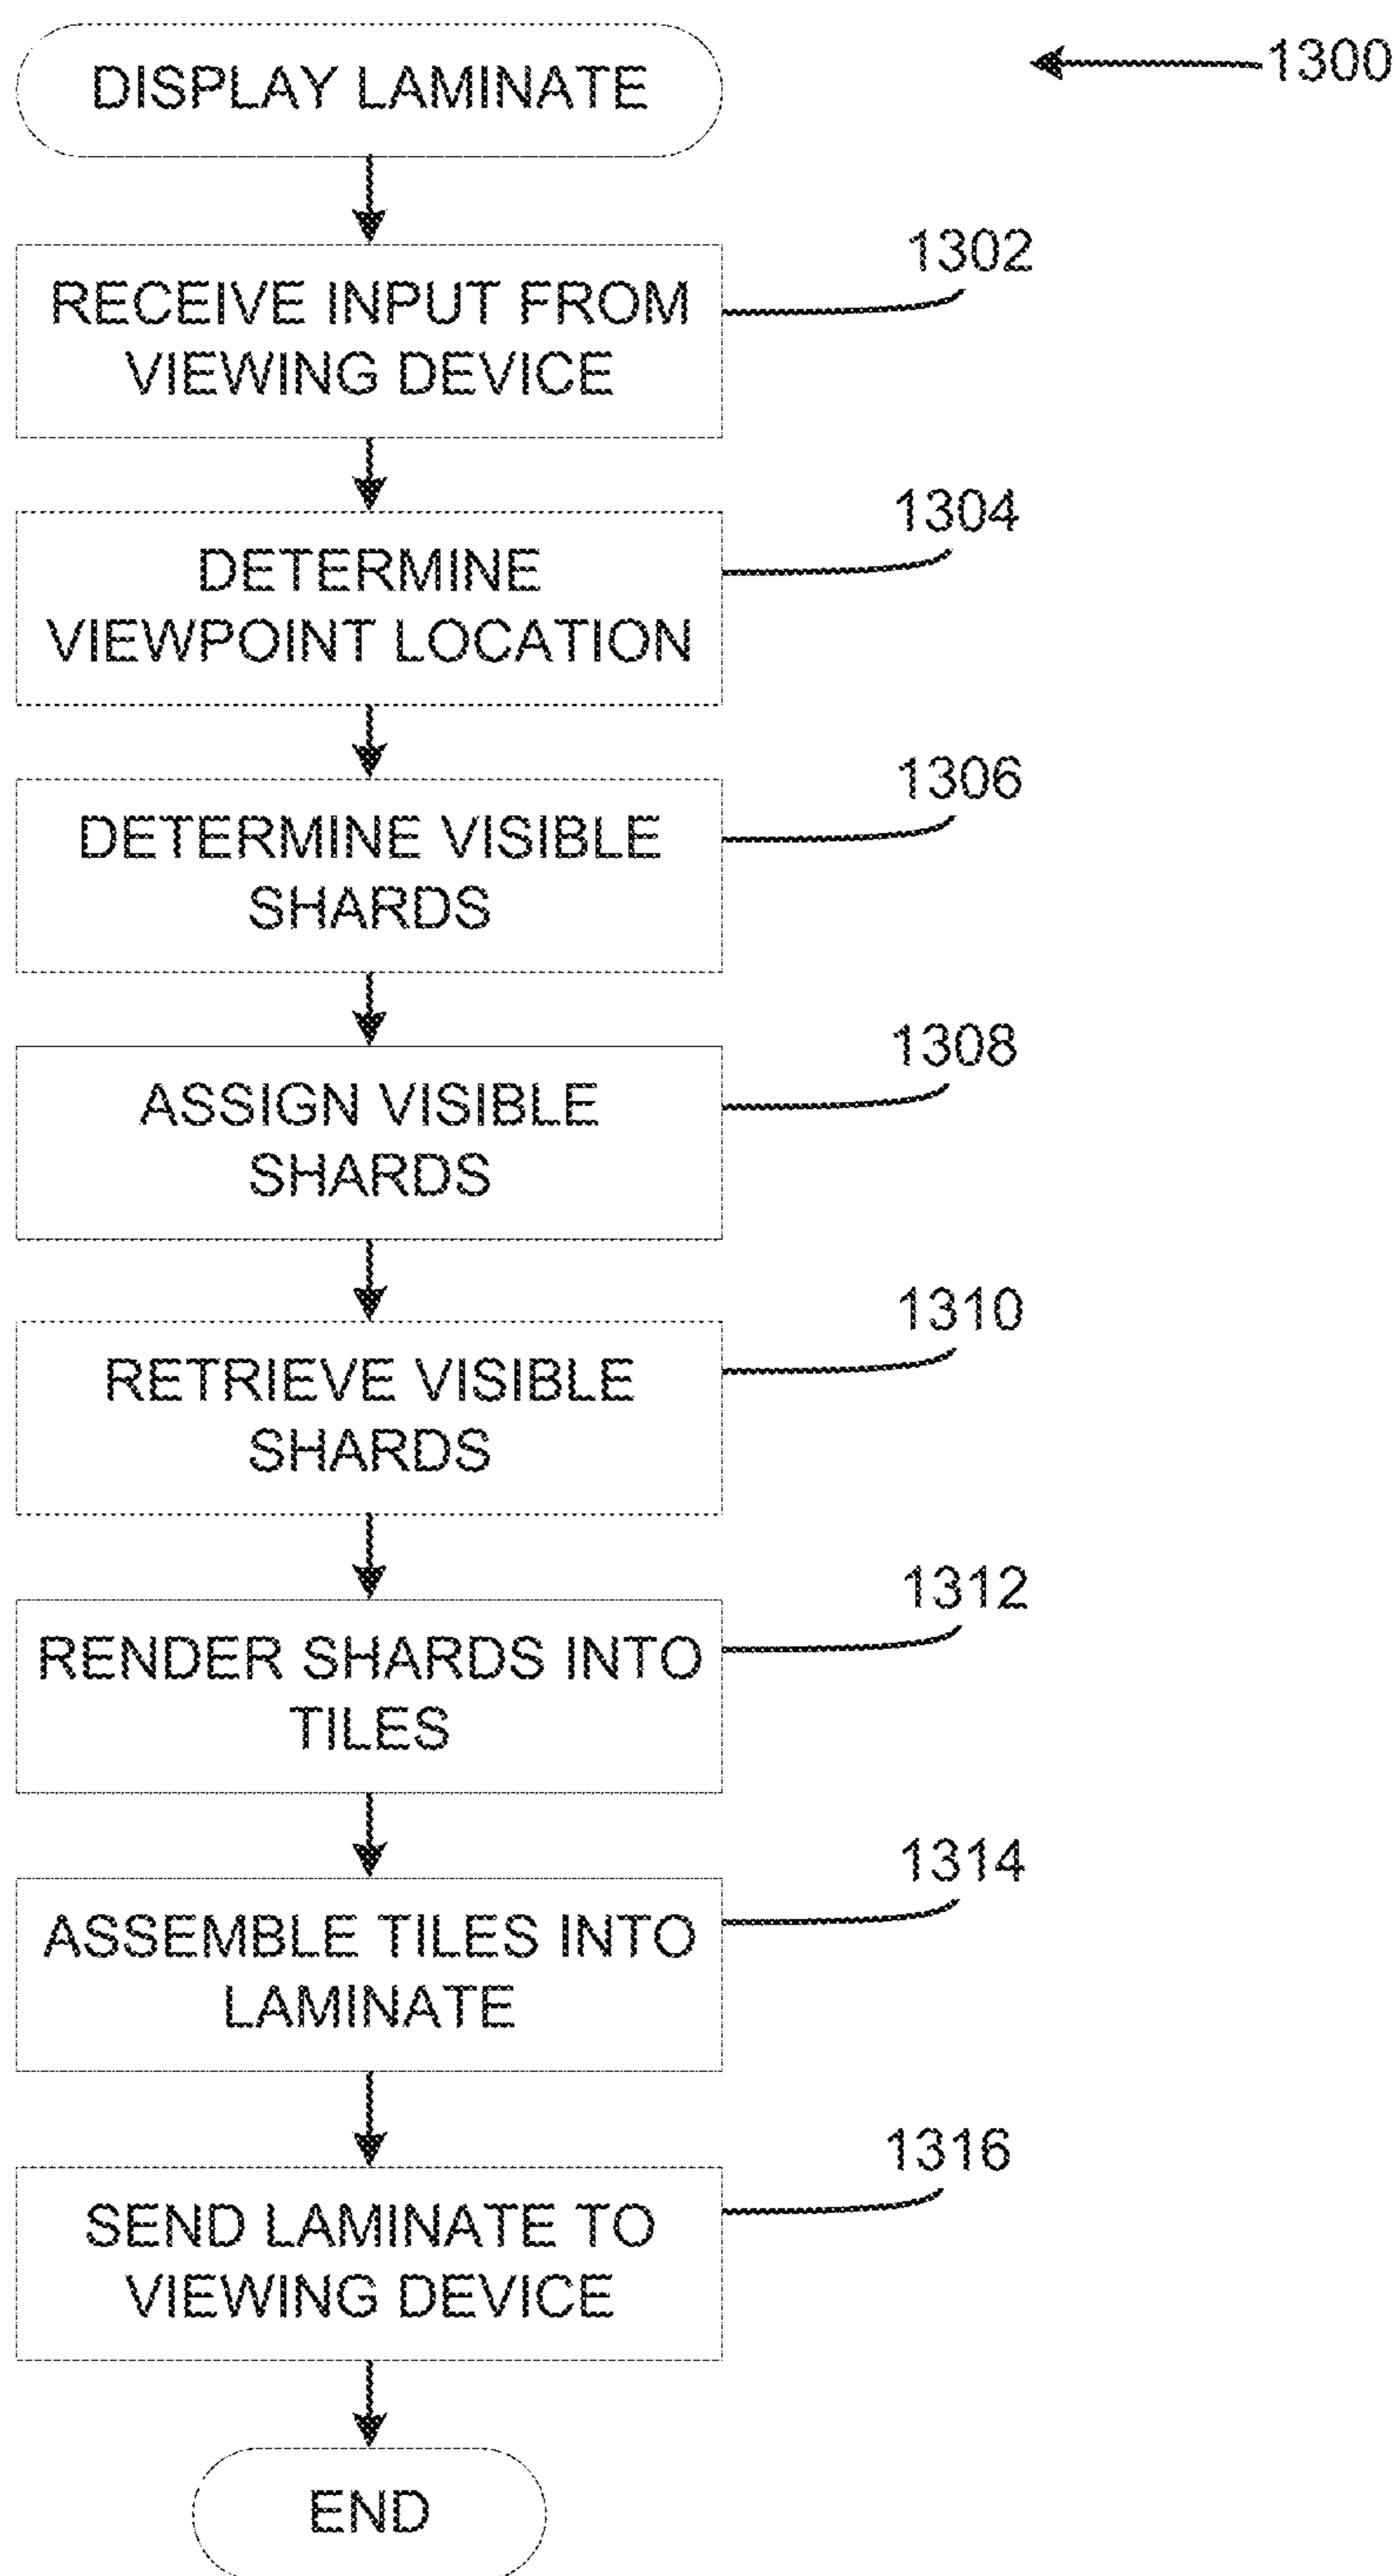 DISPLAY LAMINATE
1300
RECEIVE INPUT FROM
VIEWING DEVICE
1302
DETERMINE
VIEWPOINT LOCATION
1304
DETERMINE VISIBLE
SHARDS
1306
ASSIGN VISIBLE
SHARDS
1308
RETRIEVE VISIBLE
SHARDS
1310
RENDER SHARDS INTO
TILES
1312
ASSEMBLE TILES INTO
LAMINATE
1314
SEND LAMINATE TO
VIEWING DEVICE
1316
END